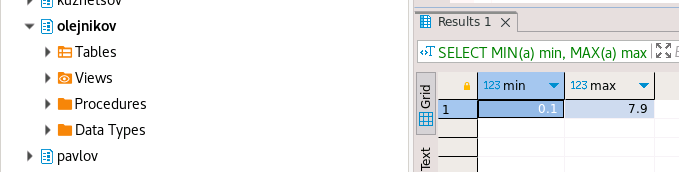 kuznetsov
olejnikov
Tables
Views
Procedures
Data Types
pavlov
Results 1
SELECT MIN(a) min, MAX(a) max
Grid
Text
123 min
123 max
1
0.1
7.9